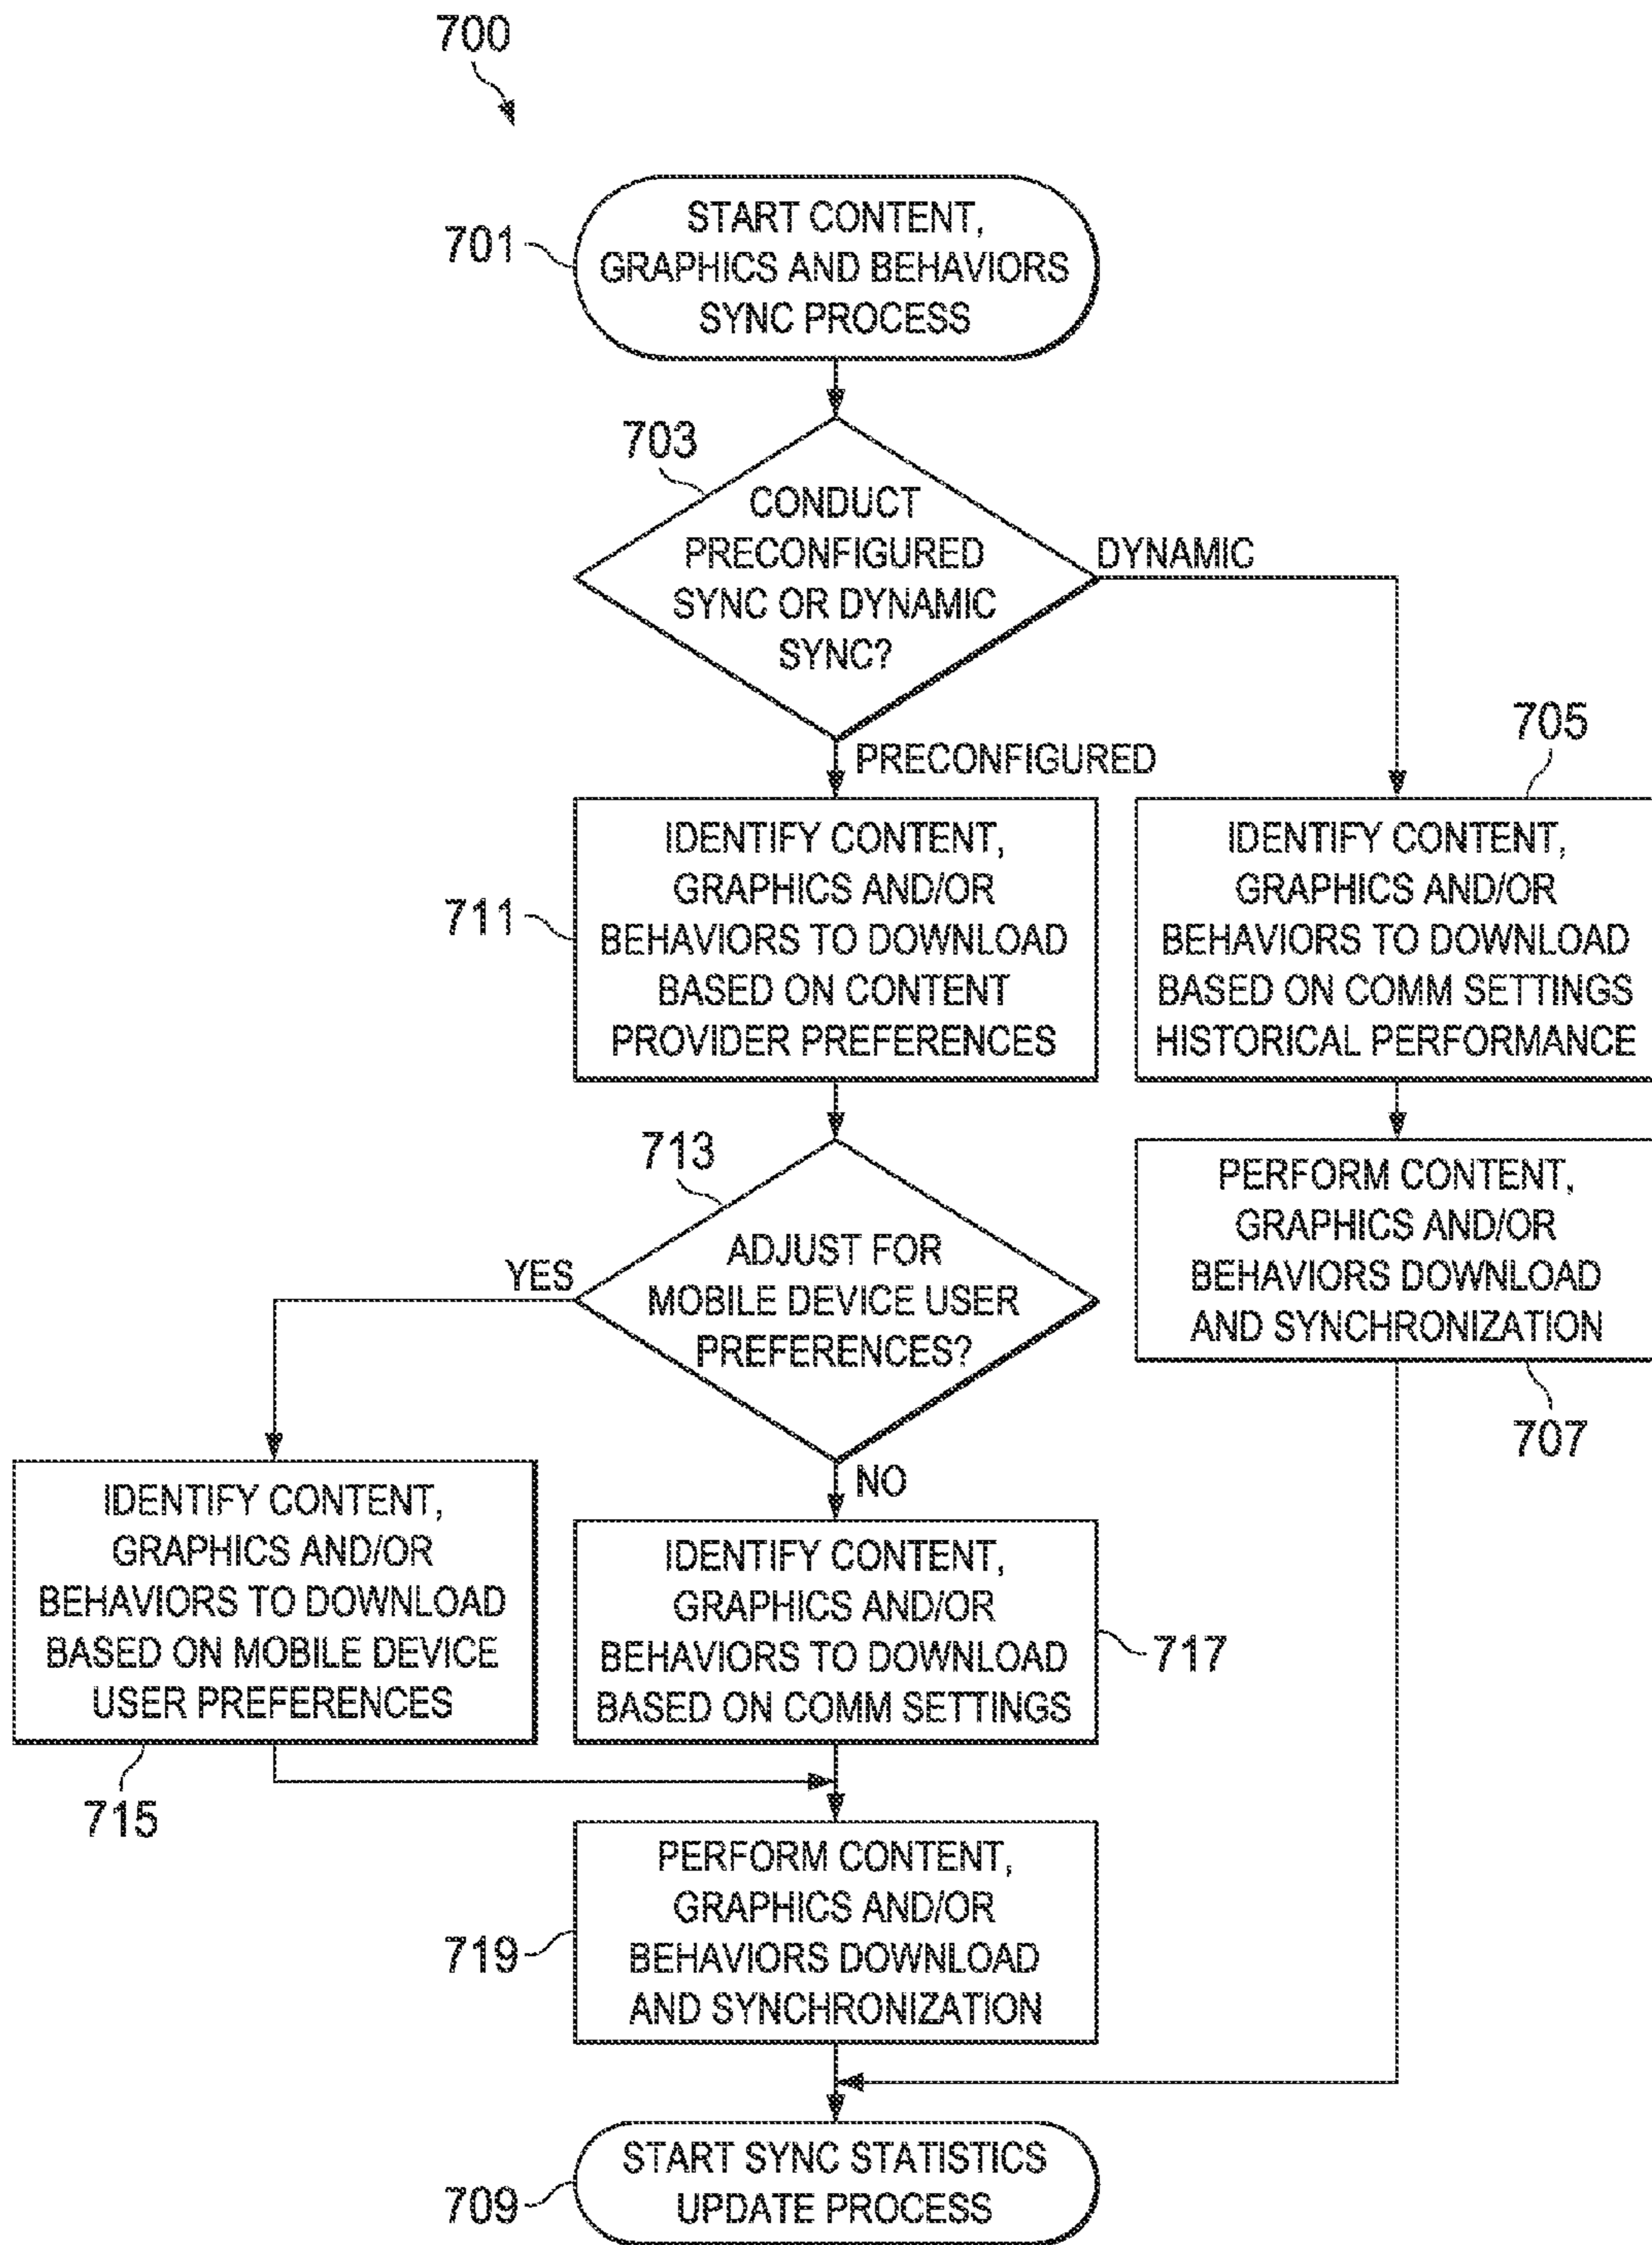 700
701
START CONTENT,
GRAPHICS AND BEHAVIORS
SYNC PROCESS
703
CONDUCT
PRECONFIGURED
SYNC OR DYNAMIC
SYNC?
DYNAMIC
PRECONFIGURED
705
711
IDENTIFY CONTENT,
GRAPHICS AND/OR
BEHAVIORS TO DOWNLOAD
BASED ON CONTENT
PROVIDER PREFERENCES
IDENTIFY CONTENT,
GRAPHICS AND/OR
BEHAVIORS TO DOWNLOAD
BASED ON COMM SETTINGS
HISTORICAL PERFORMANCE
713
ADJUST FOR
MOBILE DEVICE USER
PREFERENCES?
YES
NO
PERFORM CONTENT,
GRAPHICS AND/OR
BEHAVIORS DOWNLOAD
AND SYNCHRONIZATION
707
IDENTIFY CONTENT,
GRAPHICS AND/OR
BEHAVIORS TO DOWNLOAD
BASED ON MOBILE DEVICE
USER PREFERENCES
715
IDENTIFY CONTENT,
GRAPHICS AND/OR
BEHAVIORS TO DOWNLOAD
BASED ON COMM SETTINGS
717
719
PERFORM CONTENT,
GRAPHICS AND/OR
BEHAVIORS DOWNLOAD
AND SYNCHRONIZATION
709
START SYNC STATISTICS
UPDATE PROCESS